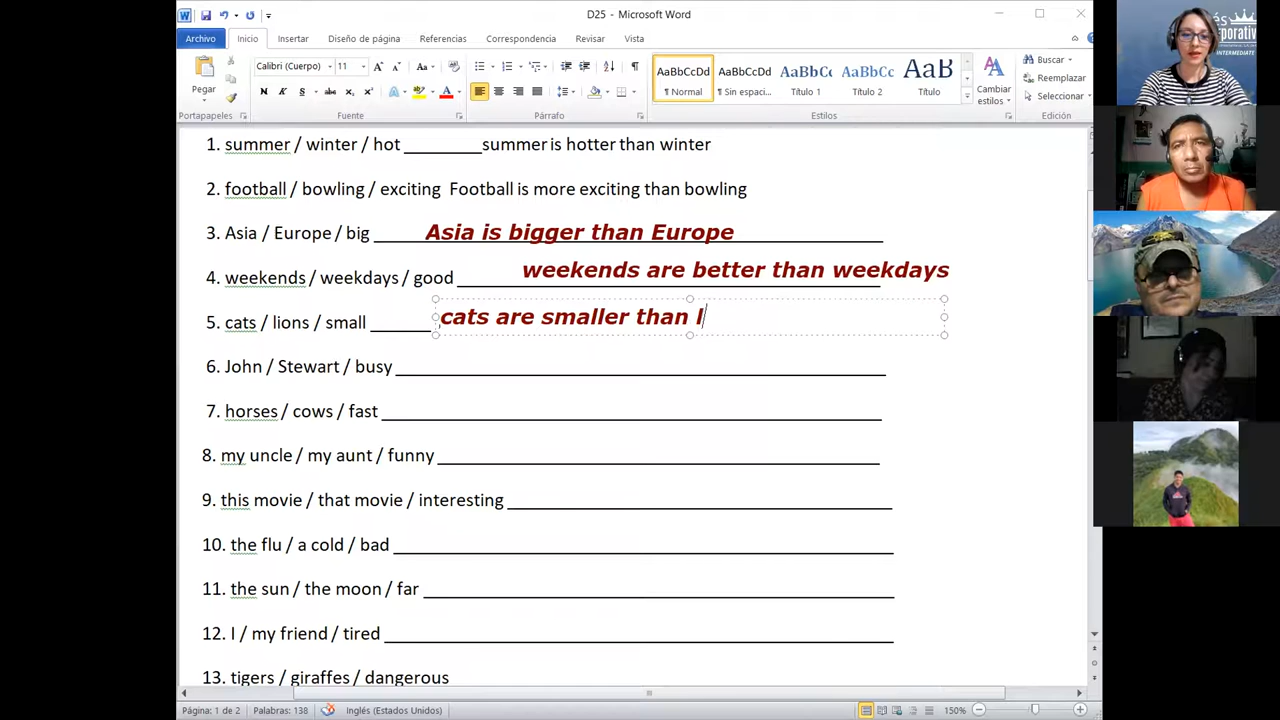 D25 - Microsoft Word
Archivo Inicio Insertar Diseño de página Referencias Correspondencia Revisar Vista
Calibri (Cuerpo) 11
Pegar
N K S abc x₂ x²
AaBbCcDd AaBbCcDd AaBbCc AaBbCc AaB
¶ Normal ¶ Sin espaci... Título 1 Título 2 Título
Cambiar estilos
Buscar
Reemplazar
Seleccionar
Portapapeles Fuente Párrafo Estilos Edición
1. summer / winter / hot _________summer is hotter than winter
2. football / bowling / exciting Football is more exciting than bowling
3. Asia / Europe / big Asia is bigger than Europe
4. weekends / weekdays / good weekends are better than weekdays
5. cats / lions / small cats are smaller than l
6. John / Stewart / busy
7. horses / cows / fast
8. my uncle / my aunt / funny
9. this movie / that movie / interesting
10. the flu / a cold / bad
11. the sun / the moon / far
12. I / my friend / tired
13. tigers / giraffes / dangerous
Página: 1 de 2 Palabras: 138 Inglés (Estados Unidos) 150%
INTERMEDIATE